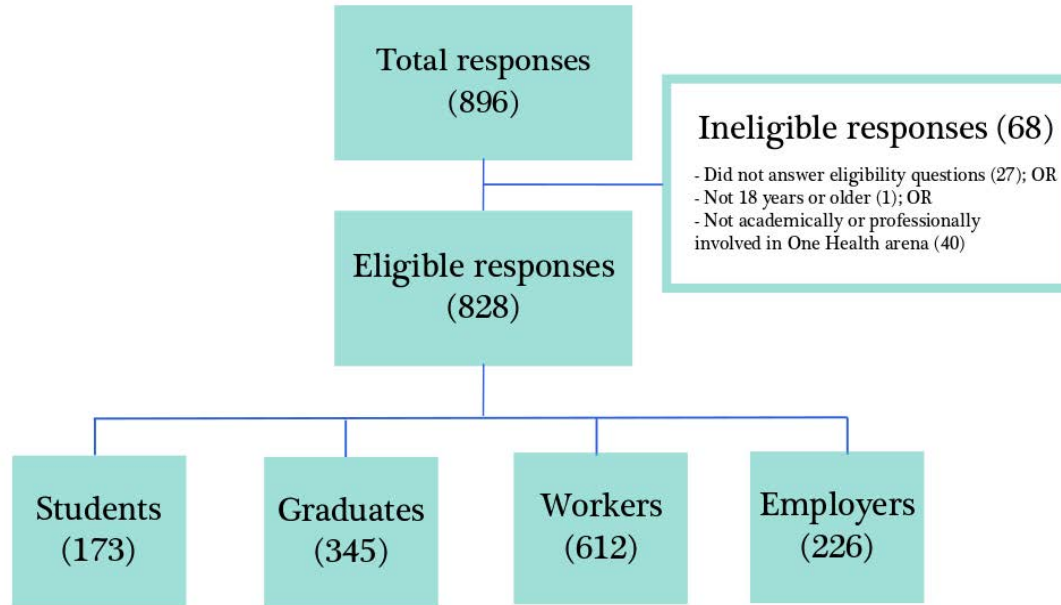 Total responses
(896)
Ineligible responses (68)
- Did not answer eligibility questions (27); OR
- Not 18 years or older (1); OR
- Not academically or professionally
involved in One Health arena (40)
Eligible responses
(828)
Students
(173)
Graduates
(345)
Workers
(612)
Employers
(226)